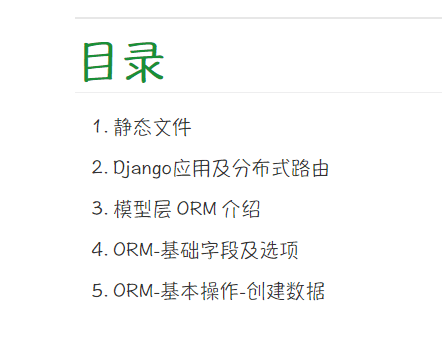 目录
1. 静态文件
2. Django应用及分布式路由
3. 模型层 ORM 介绍
4. ORM-基础字段及选项
5. ORM-基本操作-创建数据